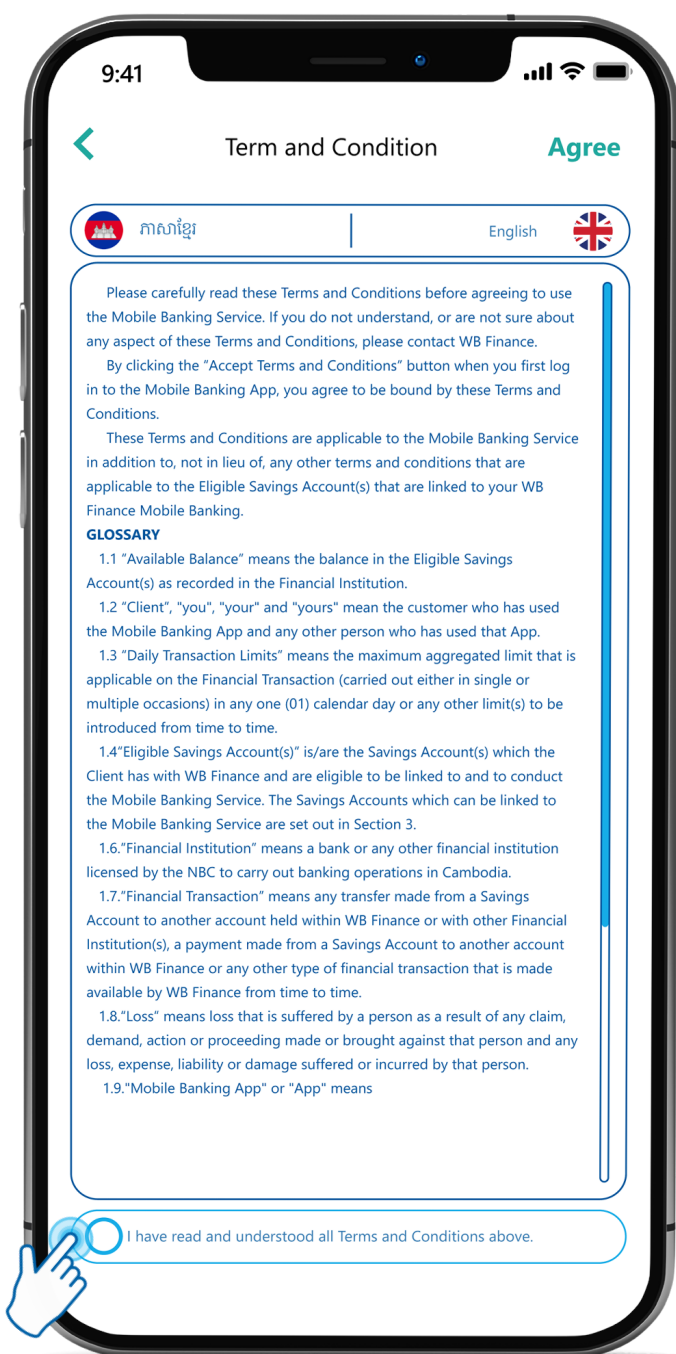 9:41
Term and Condition
Agree
ភាសាខ្មែរ
English
Please carefully read these Terms and Conditions before agreeing to use
the Mobile Banking Service. If you do not understand, or are not sure about
any aspect of these Terms and Conditions, please contact WB Finance.
By clicking the "Accept Terms and Conditions" button when you first log
in to the Mobile Banking App, you agree to be bound by these Terms and
Conditions.
These Terms and Conditions are applicable to the Mobile Banking Service
in addition to, not in lieu of, any other terms and conditions that are
applicable to the Eligible Savings Account(s) that are linked to your WB
Finance Mobile Banking.
GLOSSARY
1.1 "Available Balance" means the balance in the Eligible Savings
Account(s) as recorded in the Financial Institution.
1.2 "Client", "you", "your" and "yours" mean the customer who has used
the Mobile Banking App and any other person who has used that App.
1.3 "Daily Transaction Limits" means the maximum aggregated limit that is
applicable on the Financial Transaction (carried out either in single or
multiple occasions) in any one (01) calendar day or any other limit(s) to be
introduced from time to time.
1.4"Eligible Savings Account(s)" is/are the Savings Account(s) which the
Client has with WB Finance and are eligible to be linked to and to conduct
the Mobile Banking Service. The Savings Accounts which can be linked to
the Mobile Banking Service are set out in Section 3.
1.6."Financial Institution" means a bank or any other financial institution
licensed by the NBC to carry out banking operations in Cambodia.
1.7."Financial Transaction" means any transfer made from a Savings
Account to another account held within WB Finance or with other Financial
Institution(s), a payment made from a Savings Account to another account
within WB Finance or any other type of financial transaction that is made
available by WB Finance from time to time.
1.8."Loss" means loss that is suffered by a person as a result of any claim,
demand, action or proceeding made or brought against that person and any
loss, expense, liability or damage suffered or incurred by that person.
1.9."Mobile Banking App" or "App" means
I have read and understood all Terms and Conditions above.